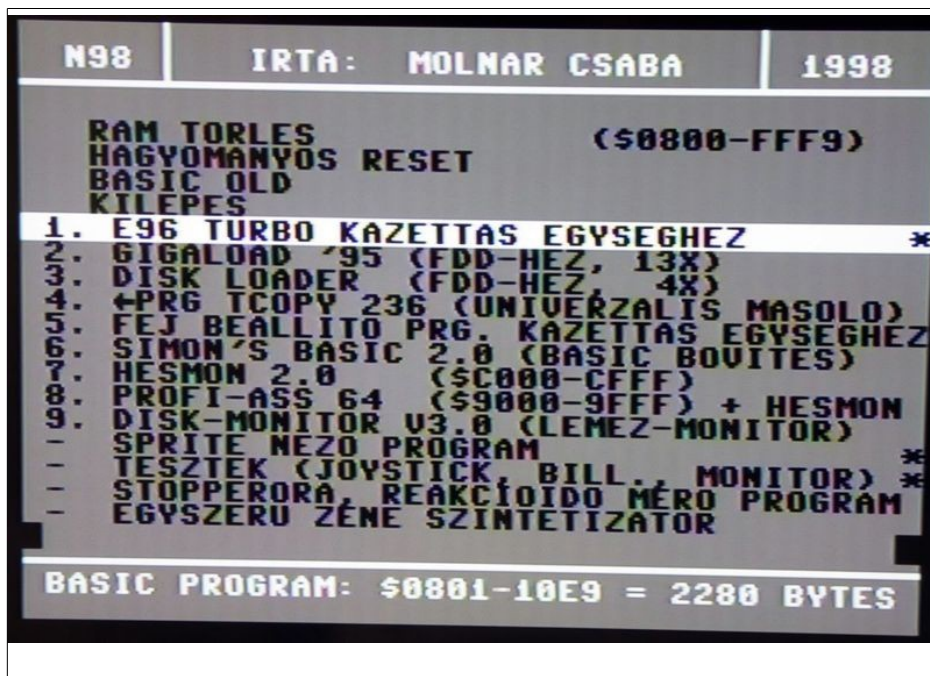 N98 IRTA: MOLNAR CSABA 1998
RAM TORLES ($0800-FFF9)
HAGYOMANYOS RESET
BASIC OLD
KILEPES
1. E96 TURBO KAZETTAS EGYSEGHEZ *
2. GIGALOAD '95 (FDD-HEZ, 13X)
3. DISK LOADER (FDD-HEZ, 4X)
4. ←PRG TCOPY 236 (UNIVERZALIS MASOLO)
5. FEJ BEALLITO PRG. KAZETTAS EGYSEGHEZ
6. SIMON'S BASIC 2.0 (BASIC BOVITES)
7. HESMON 2.0 ($C000-CFFF)
8. PROFI-ASS 64 ($9000-9FFF) + HESMON
9. DISK-MONITOR V3.0 (LEMEZ-MONITOR)
- SPRITE NEZO PROGRAM *
- TESZTEK (JOYSTICK, BILL., MONITOR) *
- STOPPERORA, REAKCIOIDO MERO PROGRAM
- EGYSZERU ZENE SZINTETIZATOR
BASIC PROGRAM: $0801-10E9 = 2280 BYTES